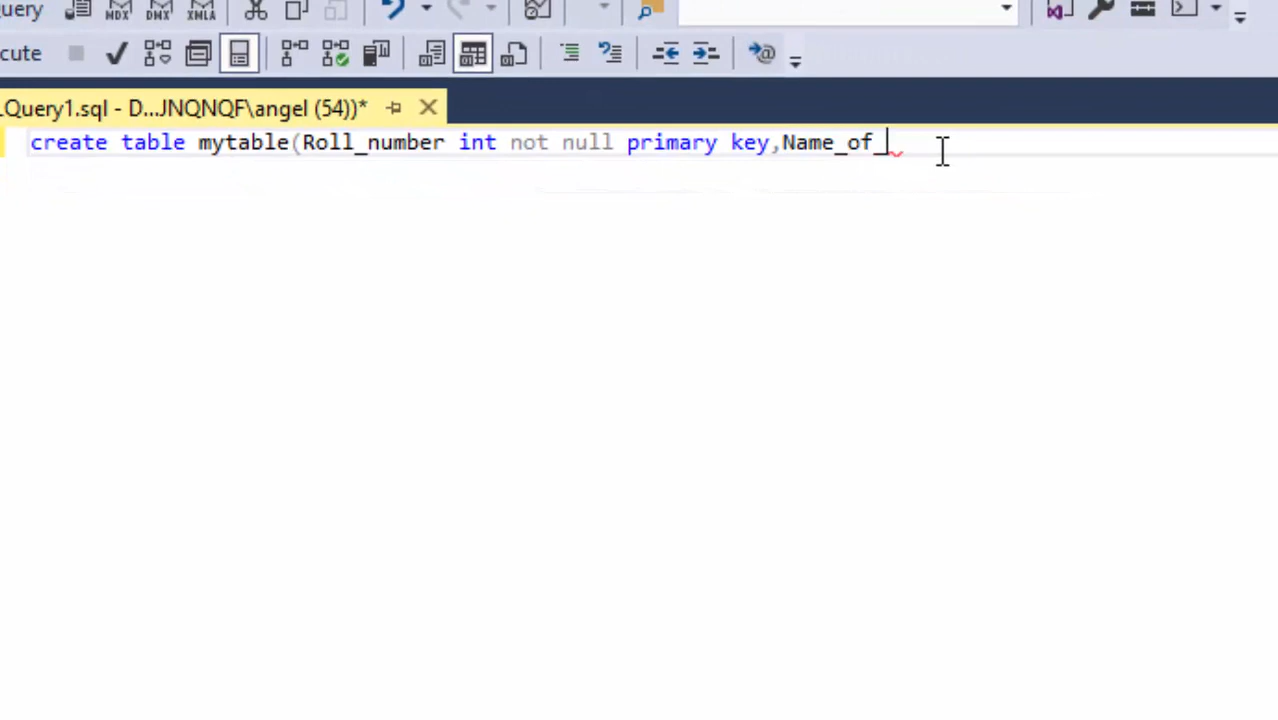 uery MDX DMX XMLA
cute
.Query1.sql - D...JNQNQF\angel (54))*
create table mytable(Roll_number int not null primary key,Name_of_